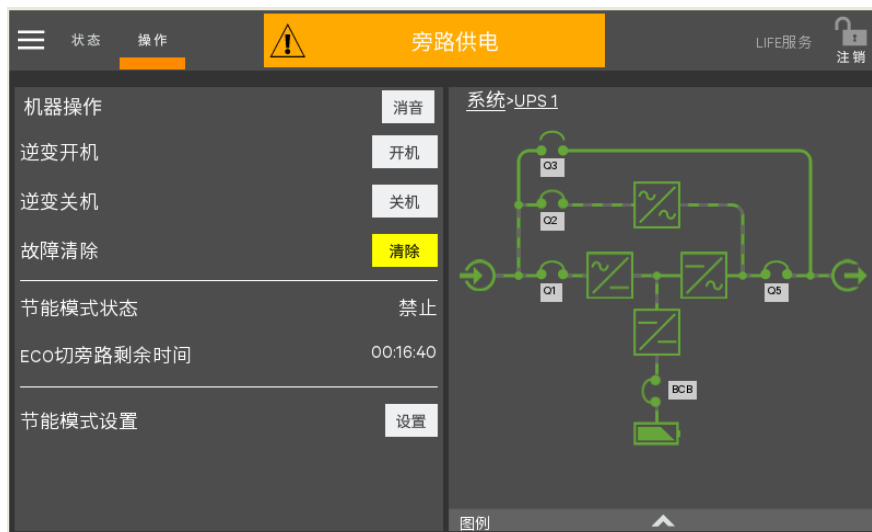 状态 操作 旁路供电 LIFE服务 注销
机器操作 消音
逆变开机 开机
逆变关机 关机
故障清除 清除
节能模式状态 禁止
ECO切旁路剩余时间 00:16:40
节能模式设置 设置
系统>UPS 1
Q3
Q2
Q1 Q5
BCB
图例